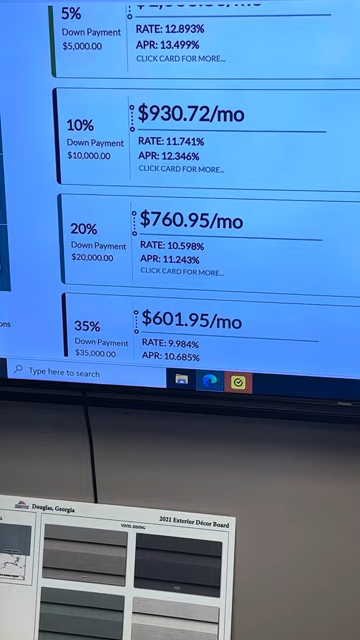 5%
Down Payment
$5,000.00
RATE: 12.893%
APR: 13.499%
CLICK CARD FOR MORE...
10%
Down Payment
$10,000.00
$930.72/mo
RATE: 11.741%
APR: 12.346%
CLICK CARD FOR MORE...
20%
Down Payment
$20,000.00
$760.95/mo
RATE: 10.598%
APR: 11.243%
CLICK CARD FOR MORE...
35%
Down Payment
$35,000.00
$601.95/mo
RATE: 9.984%
APR: 10.685%
ons
Type here to search
Douglas, Georgia
2021 Exterior Décor Board
VINYL SIDING